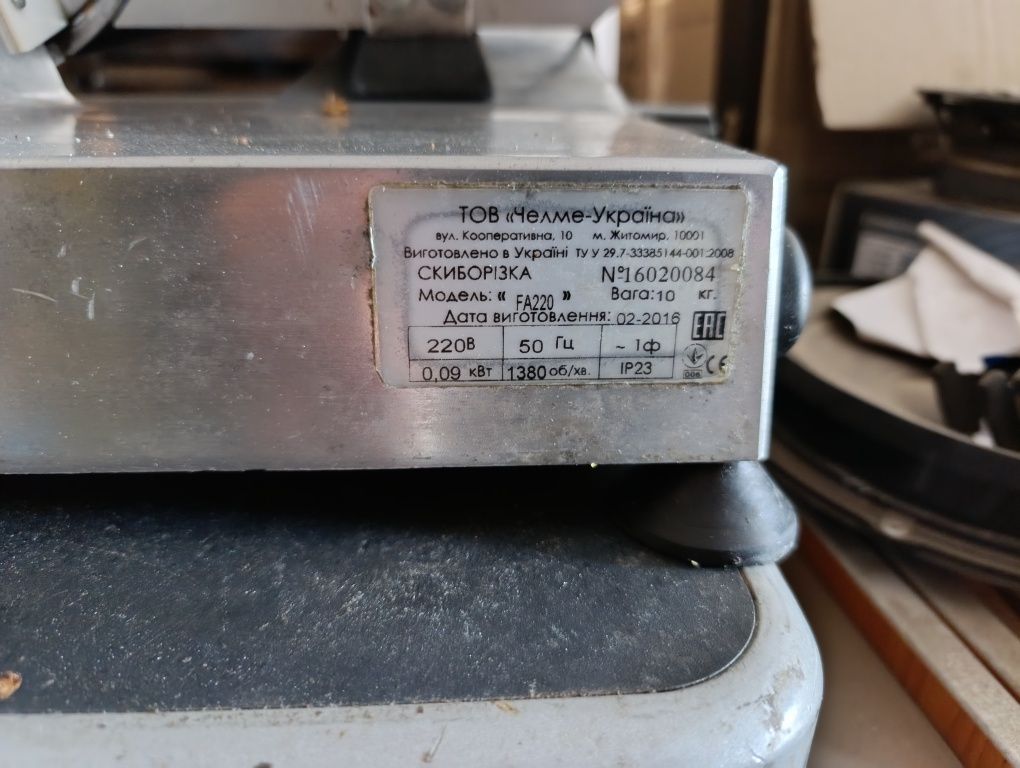 ТОВ «Челме-Україна»
вул. Кооперативна, 10 м. Житомир, 10001
Виготовлено в Україні ТУ У 29.7-33385144-001:2008
СКИБОРІЗКА №16020084
Модель: « FA220 » Вага:10 кг.
Дата виготовлення: 02-2016
EAC
220В 50 Гц ~ 1ф
0,09 кВт 1380 об/хв. IP23
006 CE